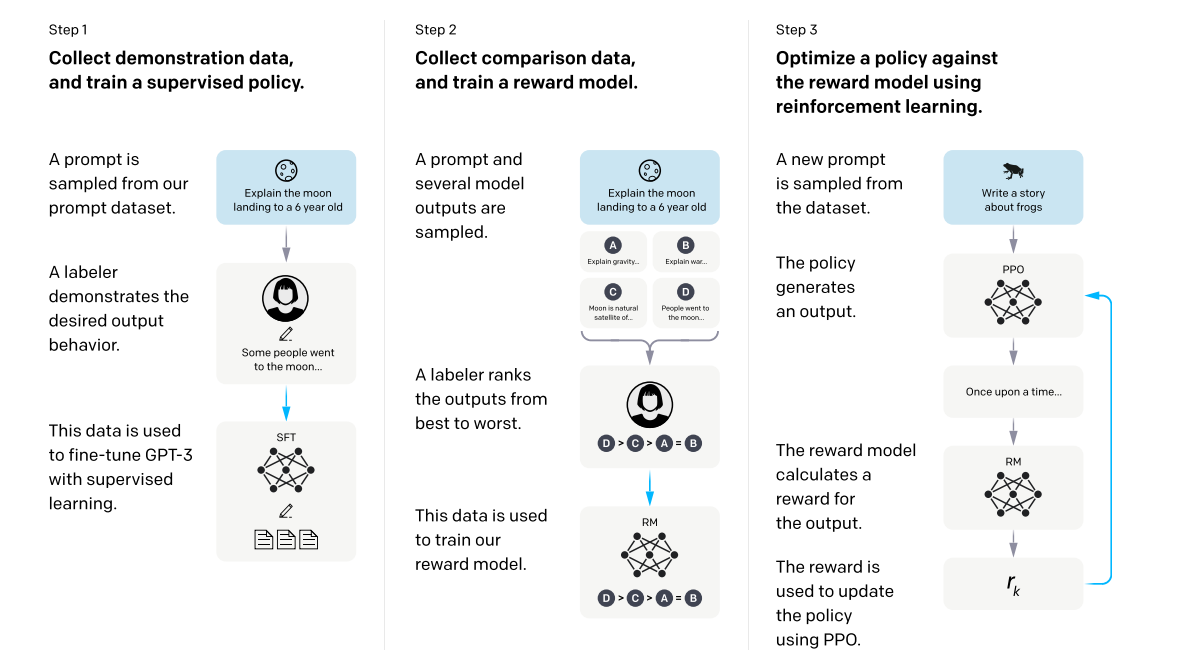 Step 1
Collect demonstration data,
and train a supervised policy.
A prompt is
sampled from our
prompt dataset.
Explain the moon
landing to a 6 year old
A labeler
demonstrates the
desired output
behavior.
Some people went
to the moon...
This data is used
to fine-tune GPT-3
with supervised
learning.
SFT
Step 2
Collect comparison data,
and train a reward model.
A prompt and
several model
outputs are
sampled.
Explain the moon
landing to a 6 year old
A
Explain gravity...
B
Explain war...
C
Moon is natural
satellite of...
D
People went to
the moon...
A labeler ranks
the outputs from
best to worst.
D > C > A = B
This data is used
to train our
reward model.
RM
D > C > A = B
Step 3
Optimize a policy against
the reward model using
reinforcement learning.
A new prompt
is sampled from
the dataset.
Write a story
about frogs
The policy
generates
an output.
PPO
Once upon a time...
The reward model
calculates a
reward for
the output.
RM
The reward is
used to update
the policy
using PPO.
rk